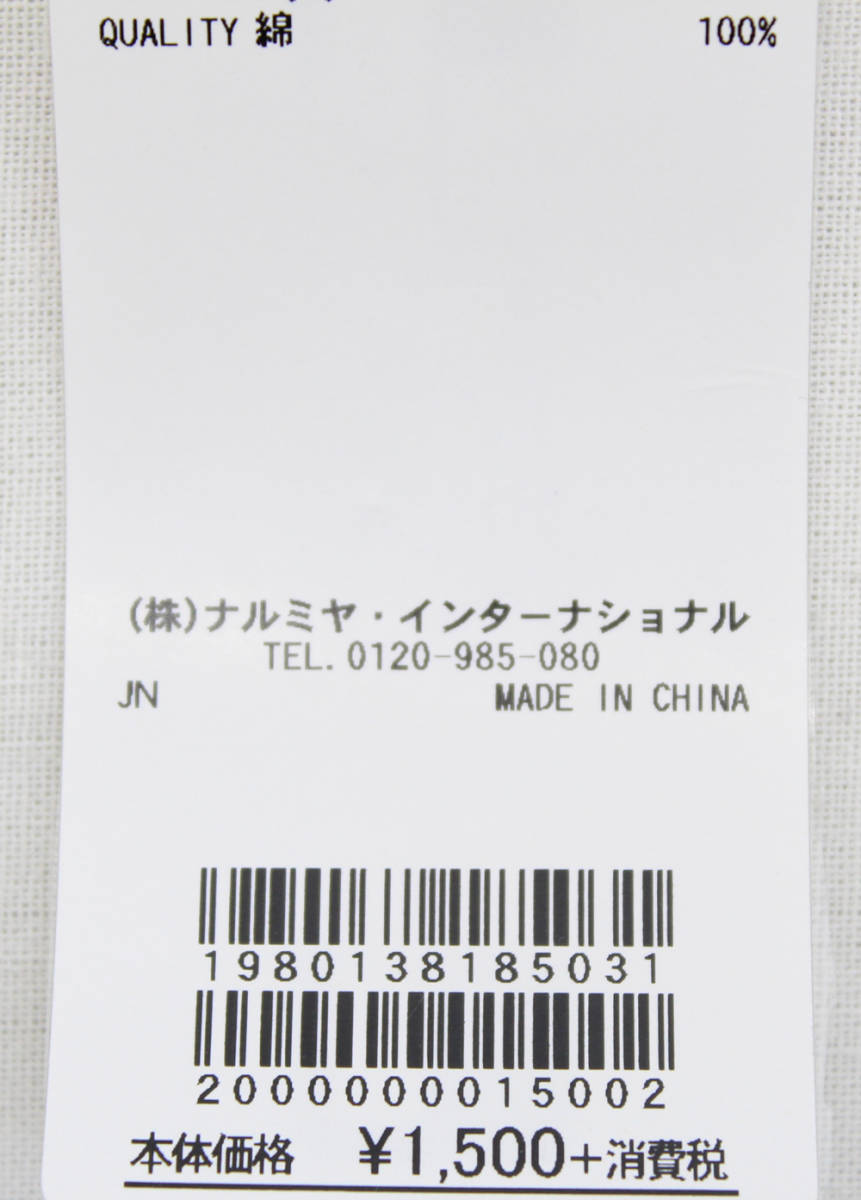 QUALITY 綿 100%
(株)ナルミヤ・インターナショナル
TEL. 0120-985-080
JN MADE IN CHINA
1980138185031
2000000015002
本体価格 ¥1,500+消費税